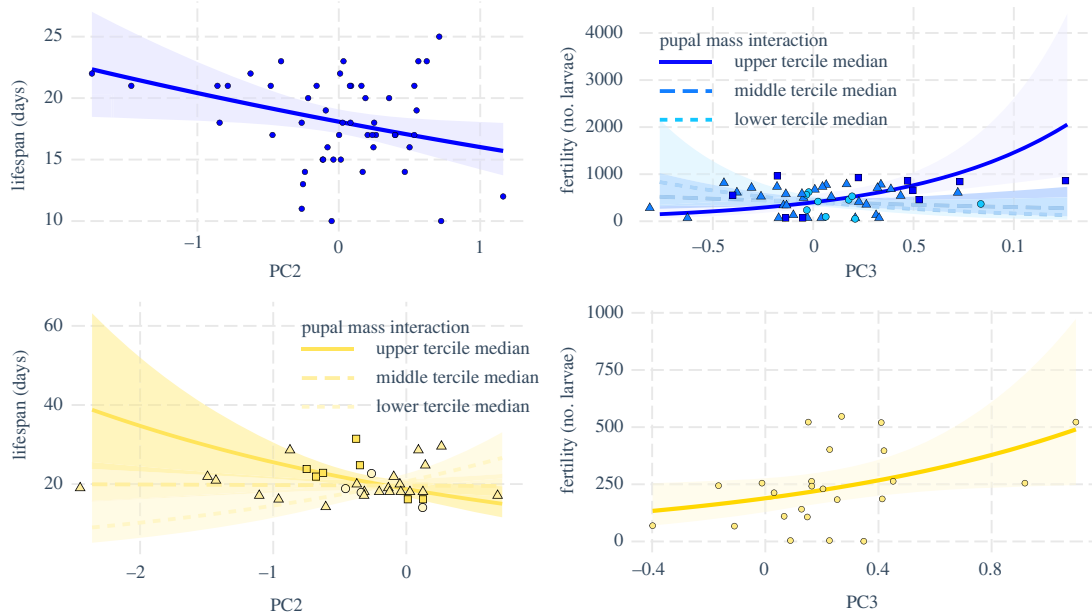 25
20
15
10
lifespan (days)
−1
0
1
PC2
4000
3000
2000
1000
0
fertility (no. larvae)
pupal mass interaction
upper tercile median
middle tercile median
lower tercile median
−0.5
0
0.5
0.1
PC3
60
40
20
lifespan (days)
pupal mass interaction
upper tercile median
middle tercile median
lower tercile median
−2
−1
0
PC2
1000
750
500
250
0
fertility (no. larvae)
−0.4
0
0.4
0.8
PC3